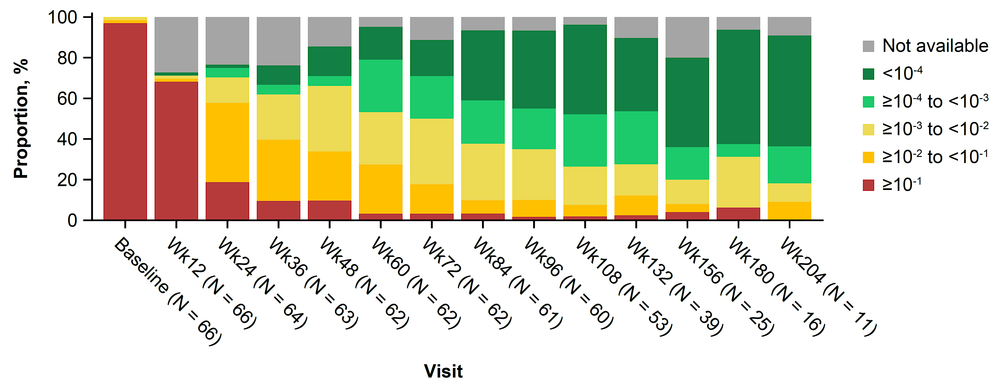 Proportion, %
100
80
60
40
20
0
Baseline (N = 66)
Wk12 (N = 66)
Wk24 (N = 64)
Wk36 (N = 63)
Wk48 (N = 62)
Wk60 (N = 62)
Wk72 (N = 62)
Wk84 (N = 61)
Wk96 (N = 60)
Wk108 (N = 53)
Wk132 (N = 39)
Wk156 (N = 25)
Wk180 (N = 16)
Wk204 (N = 11)
Visit
Not available
<10⁻⁴
≥10⁻⁴ to <10⁻³
≥10⁻³ to <10⁻²
≥10⁻² to <10⁻¹
≥10⁻¹